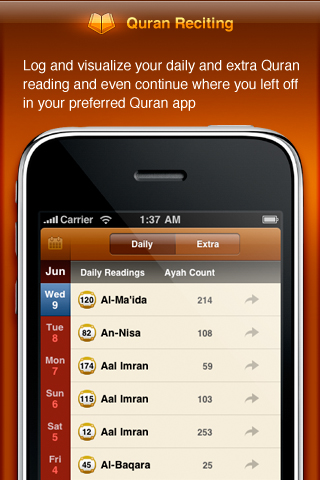 Quran Reciting
Log and visualize your daily and extra Quran
reading and even continue where you left off
in your preferred Quran app
Carrier 1:37 AM
Daily Extra
Jun Daily Readings Ayah Count
Wed
9 120 Al-Ma'ida 214
Tue
8 82 An-Nisa 108
Mon
7 174 Aal Imran 59
Sun
6 115 Aal Imran 103
Sat
5 12 Aal Imran 253
Fri
4 45 Al-Baqara 25